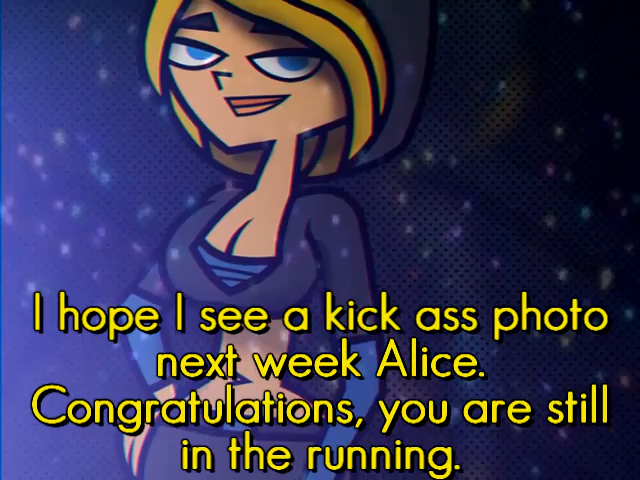 I hope I see a kick ass photo
next week Alice.
Congratulations, you are still
in the running.